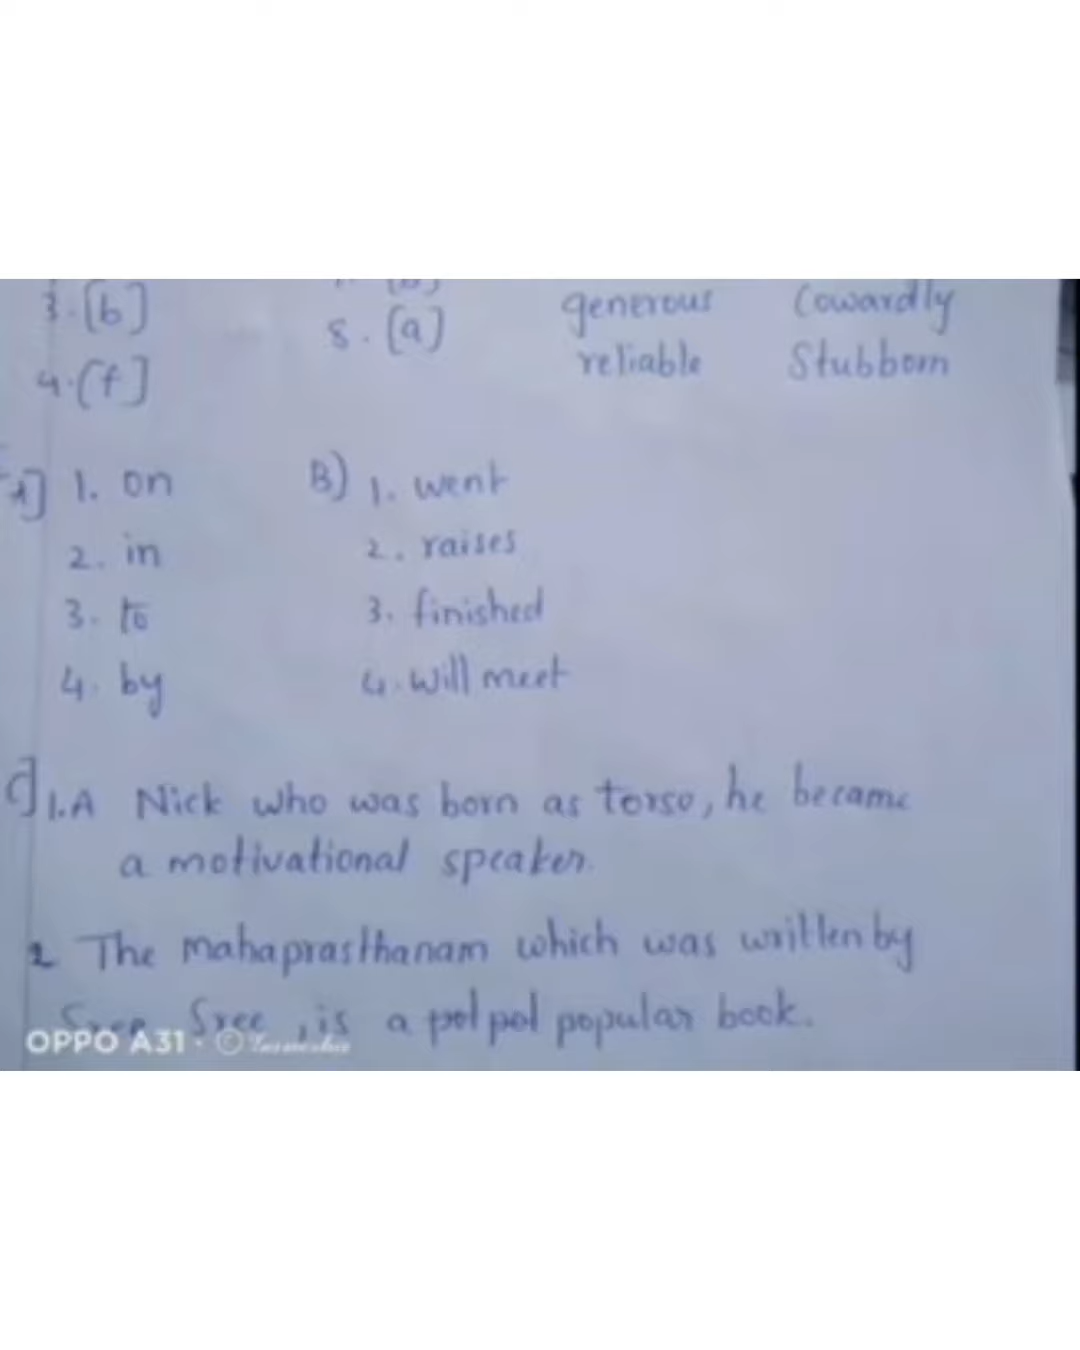 3. [b]
8. [a]
4. [f]
generous Cowardly
reliable Stubborn
A] 1. on
2. in
3. to
4. by
B) 1. went
2. raises
3. finished
4. will meet
C] 1. A Nick who was born as torso, he became
a motivational speaker.
2 The mahaprasthanam which was written by
Sree Sree, is a pol pol popular book.
OPPO A31 · ©